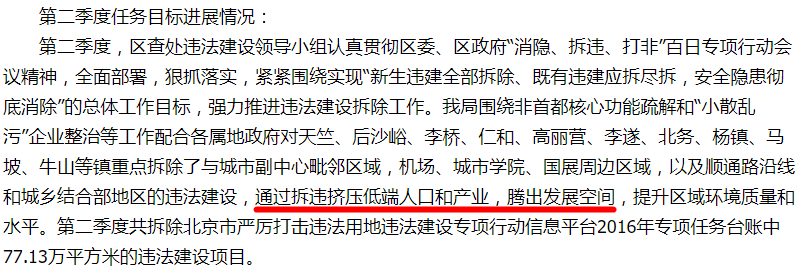 第二季度任务目标进展情况：
第二季度，区查处违法建设领导小组认真贯彻区委、区政府“消隐、拆违、打非”百日专项行动会
议精神，全面部署，狠抓落实，紧紧围绕实现“新生违建全部拆除、既有违建应拆尽拆，安全隐患彻
底消除”的总体工作目标，强力推进违法建设拆除工作。我局围绕非首都核心功能疏解和“小散乱
污”企业整治等工作配合各属地政府对天竺、后沙峪、李桥、仁和、高丽营、李遂、北务、杨镇、马
坡、牛山等镇重点拆除了与城市副中心毗邻区域，机场、城市学院、国展周边区域，以及顺通路沿线
和城乡结合部地区的违法建设，通过拆违挤压低端人口和产业，腾出发展空间，提升区域环境质量和
水平。第二季度共拆除北京市严厉打击违法用地违法建设专项行动信息平台2016年专项任务台账中
77.13万平方米的违法建设项目。